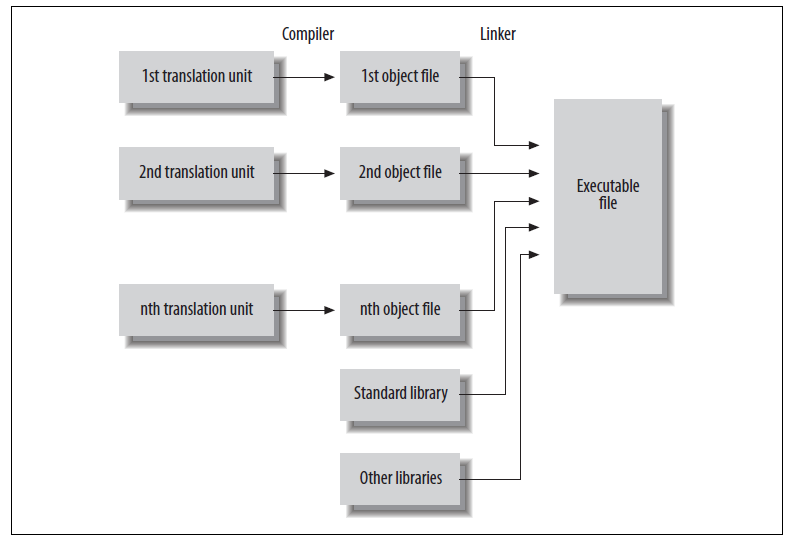 Compiler
Linker
1st translation unit
1st object file
2nd translation unit
2nd object file
Executable
file
nth translation unit
nth object file
Standard library
Other libraries